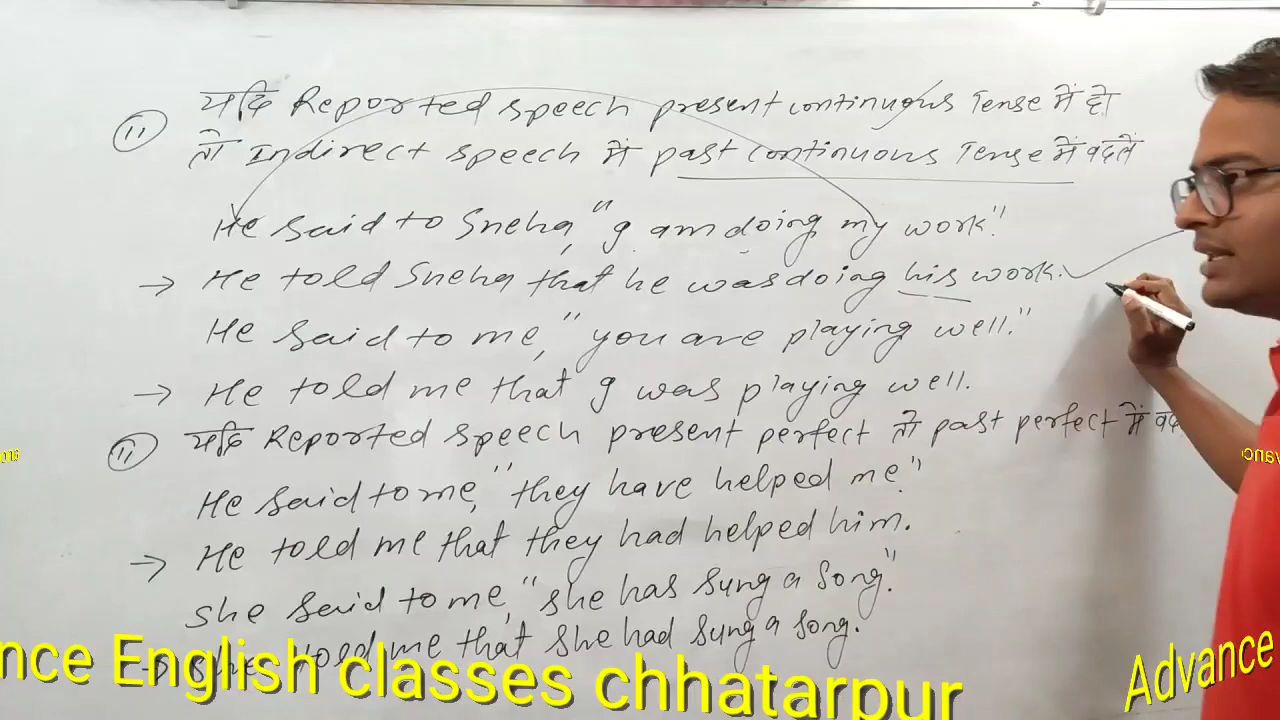 (11) यदि Reported speech present continuous Tense में हो
तो Indirect speech में past continuous Tense में बदलते
He said to Sneha, "I am doing my work."
→ He told Sneha that he was doing his work.
He said to me, "you are playing well."
→ He told me that I was playing well.
(11) यदि Reported speech present perfect तो past perfect में
He said to me, "they have helped me."
→ He told me that they had helped him.
she said to me, "she has sung a song."
→ she told me that she had sung a song.
nce English classes chhatarpur
Advance